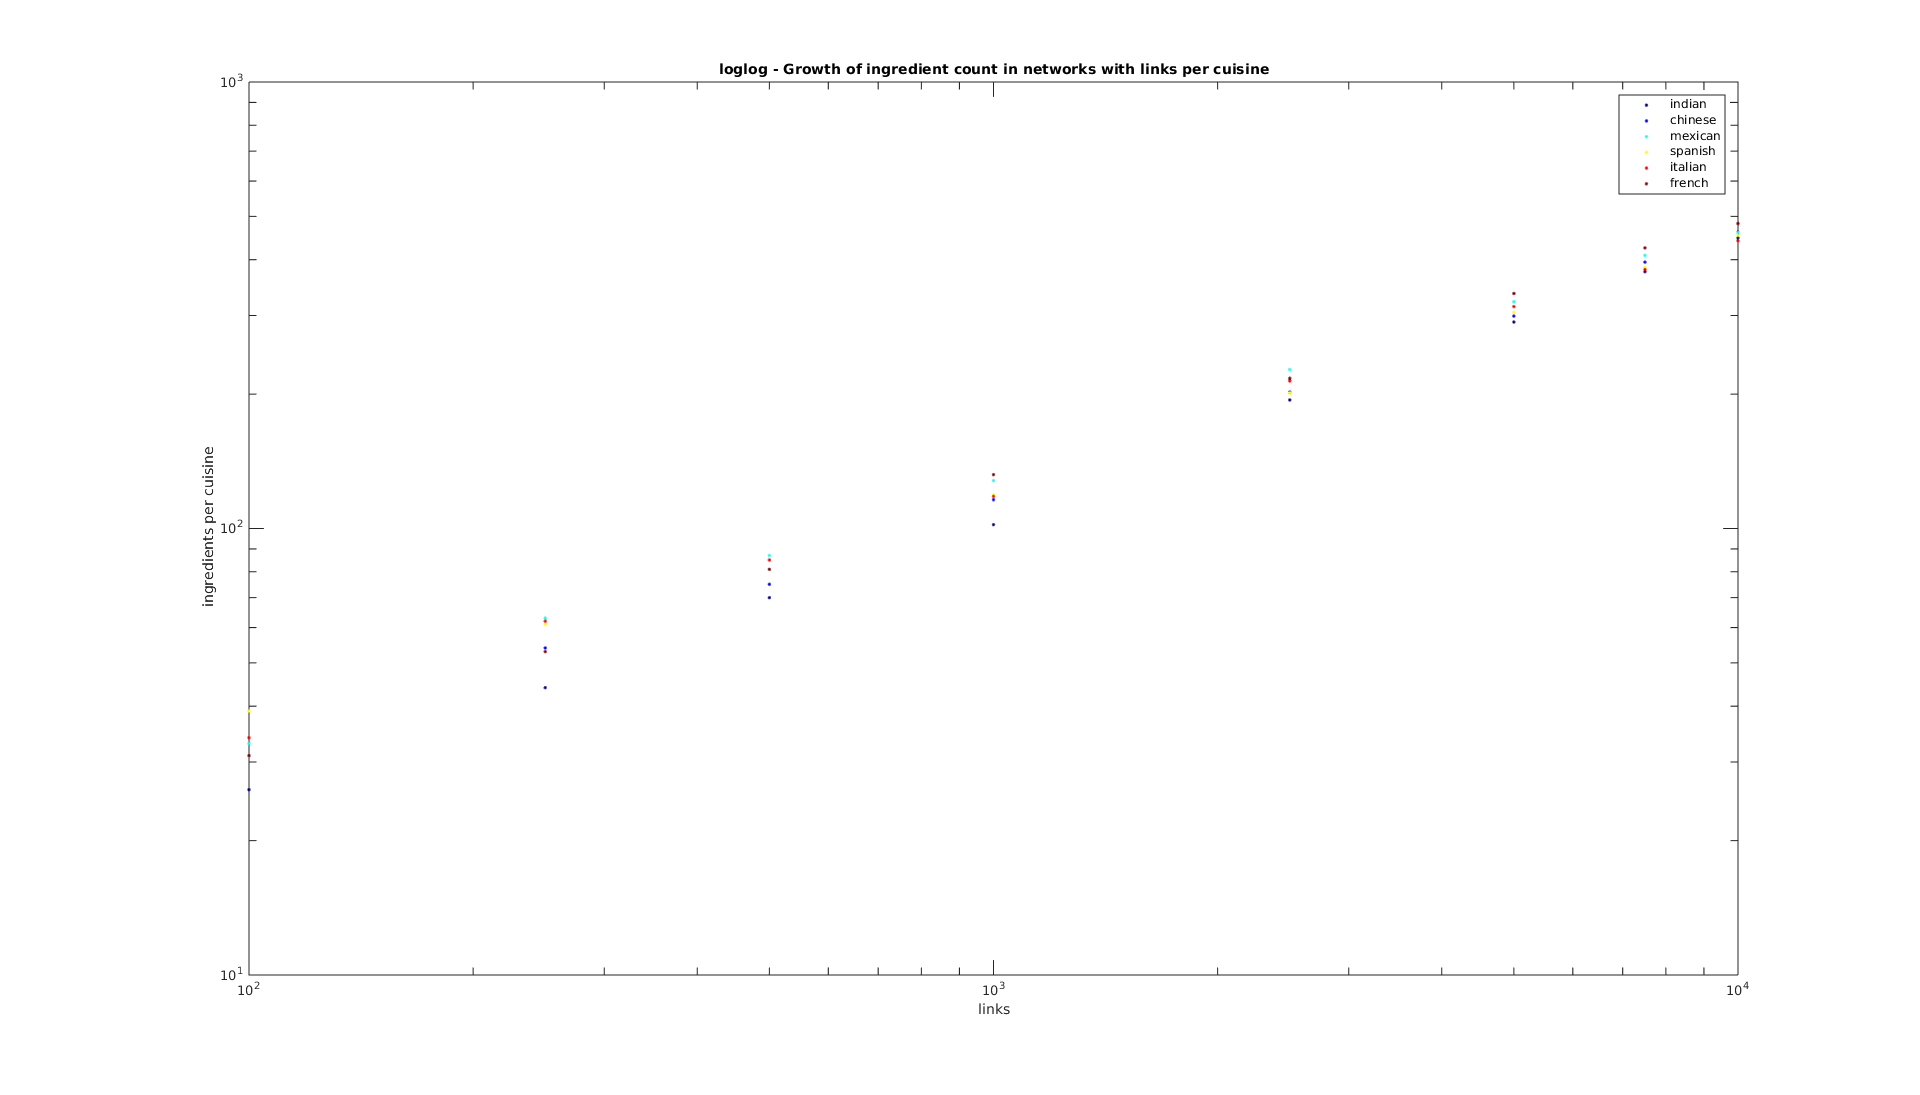 loglog - Growth of ingredient count in networks with links per cuisine
10^3
indian
chinese
mexican
spanish
italian
french
ingredients per cuisine
10^2
10^1
10^2
10^3
10^4
links